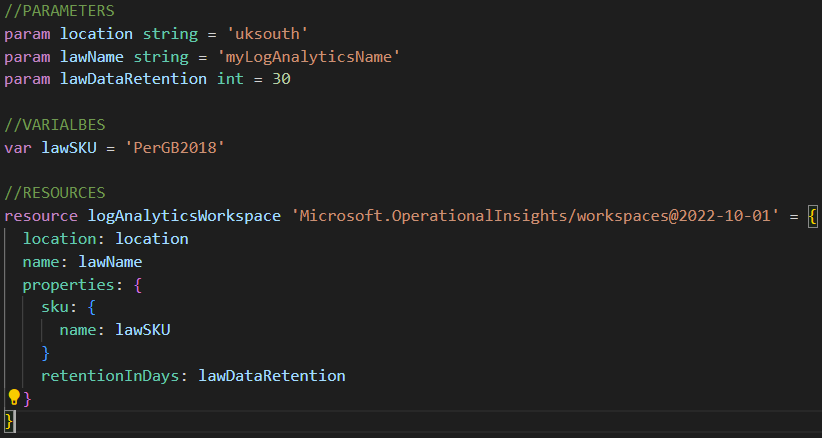 //PARAMETERS
param location string = 'uksouth'
param lawName string = 'myLogAnalyticsName'
param lawDataRetention int = 30
//VARIALBES
var lawSKU = 'PerGB2018'
//RESOURCES
resource logAnalyticsWorkspace 'Microsoft.OperationalInsights/workspaces@2022-10-01' = {
  location: location
  name: lawName
  properties: {
    sku: {
      name: lawSKU
    }
    retentionInDays: lawDataRetention
  }
}